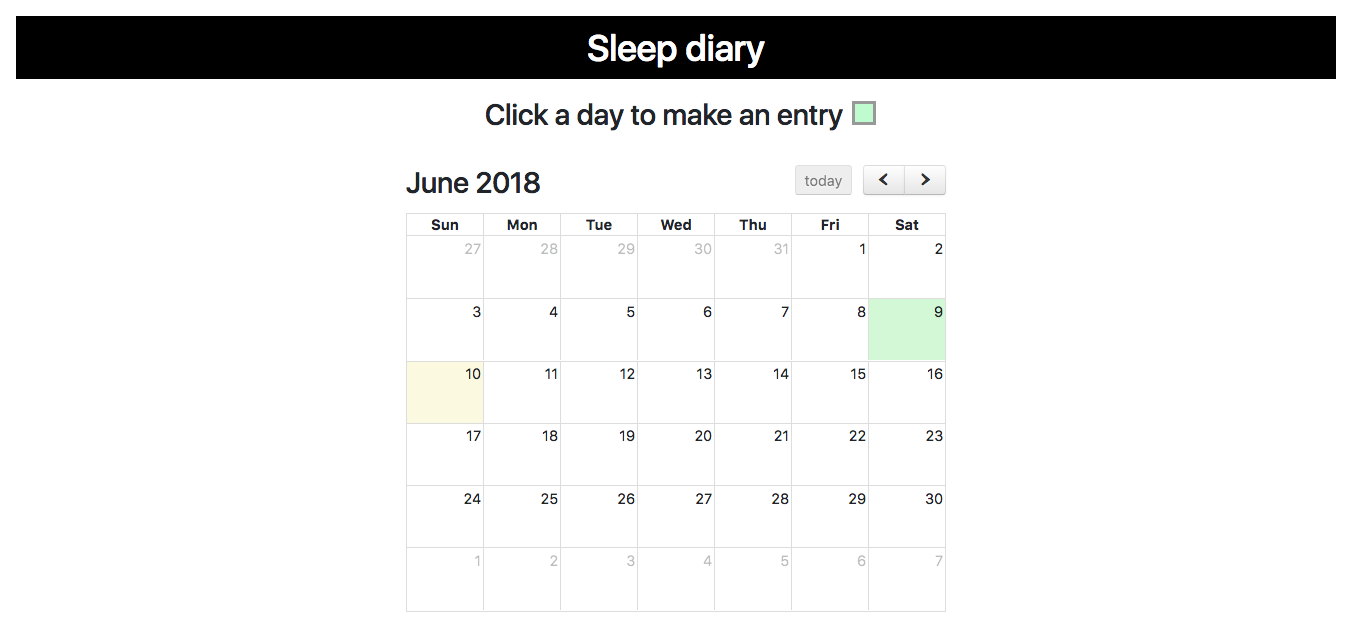 Sleep diary
Click a day to make an entry
June 2018 today
Sun Mon Tue Wed Thu Fri Sat
27 28 29 30 31 1 2
3 4 5 6 7 8 9
10 11 12 13 14 15 16
17 18 19 20 21 22 23
24 25 26 27 28 29 30
1 2 3 4 5 6 7